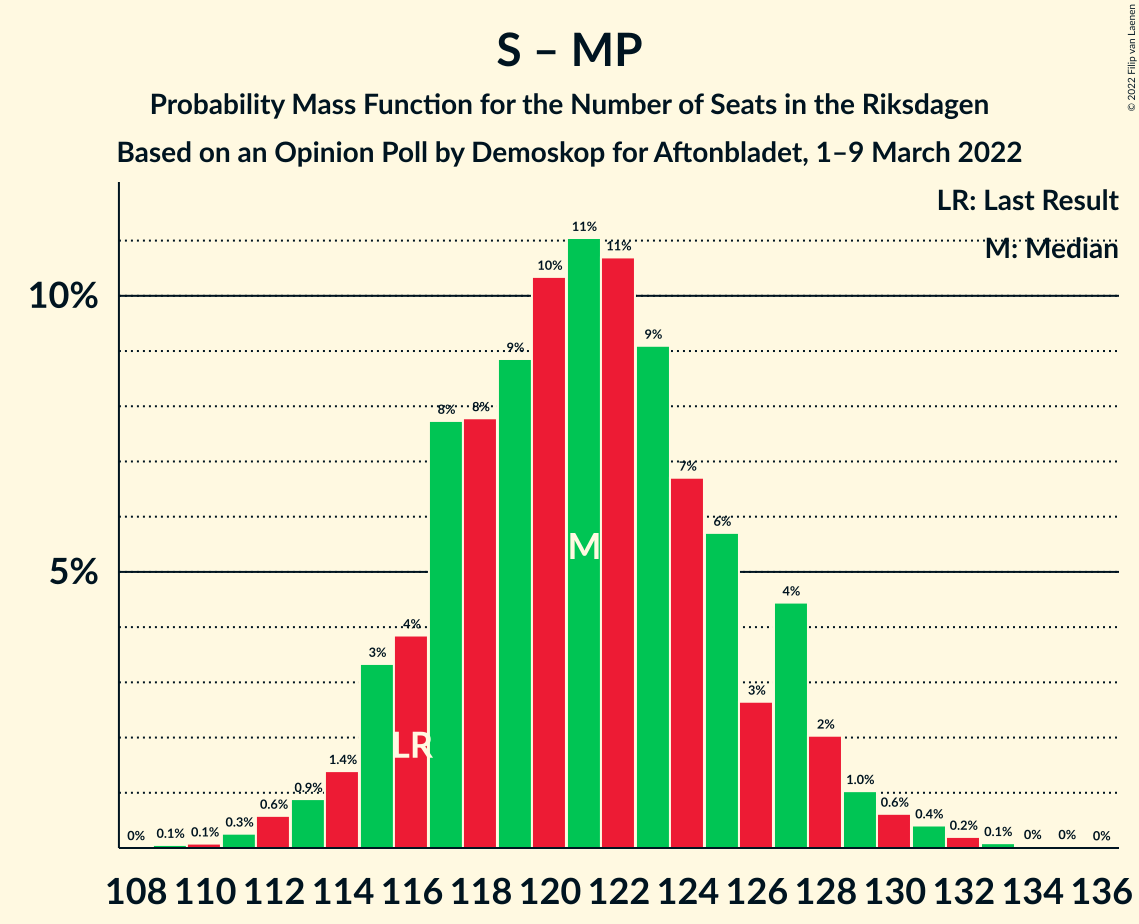 S – MP
Probability Mass Function for the Number of Seats in the Riksdagen
Based on an Opinion Poll by Demoskop for Aftonbladet, 1–9 March 2022
© 2022 Filip van Laenen
LR: Last Result
M: Median
10%
5%
0% 0.1% 0.1% 0.3% 0.6% 0.9% 1.4% 3% 4% 8% 8% 9% 10% 11% 11% 9% 7% 6% 3% 4% 2% 1.0% 0.6% 0.4% 0.2% 0.1% 0% 0% 0%
M
LR
108 110 112 114 116 118 120 122 124 126 128 130 132 134 136